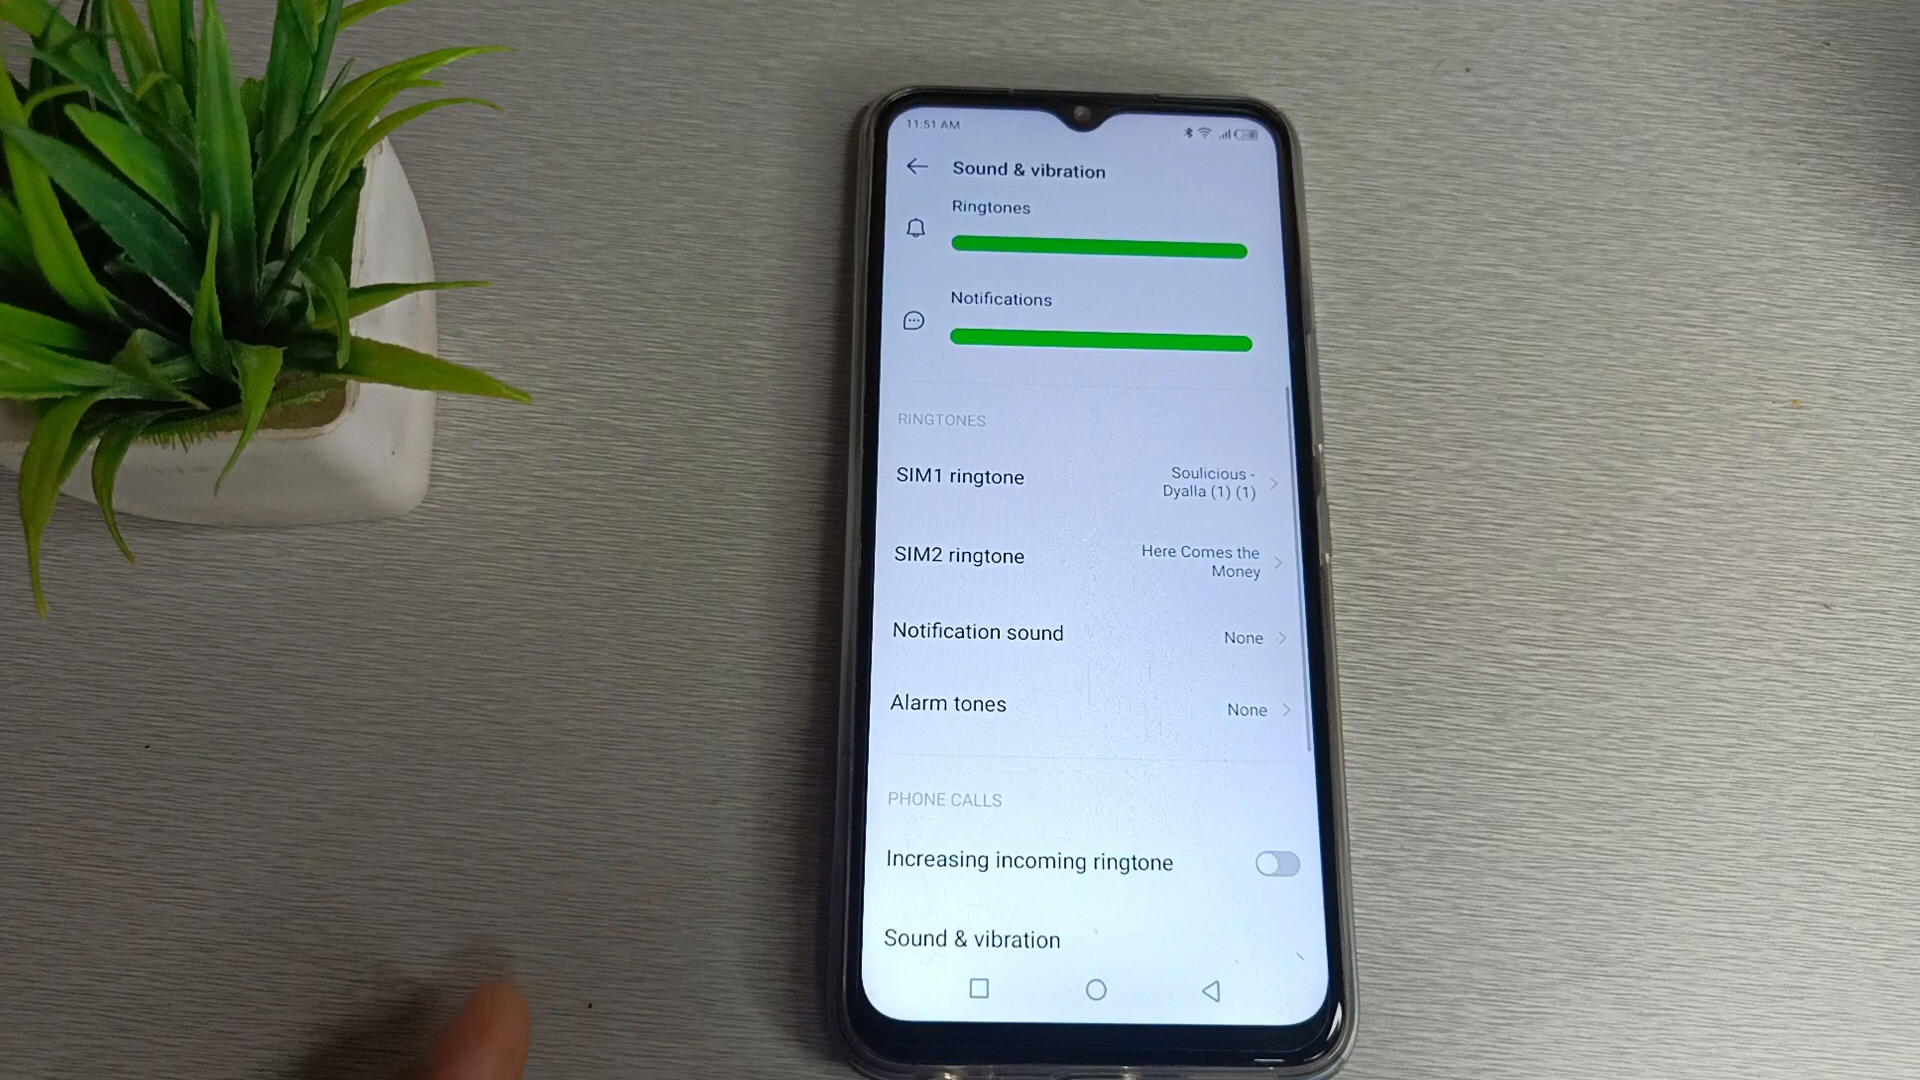 11:51 AM
Sound & vibration
Ringtones
Notifications
RINGTONES
SIM1 ringtone
Soulicious -
Dyalla (1) (1)
SIM2 ringtone
Here Comes the
Money
Notification sound
None
Alarm tones
None
PHONE CALLS
Increasing incoming ringtone
Sound & vibration